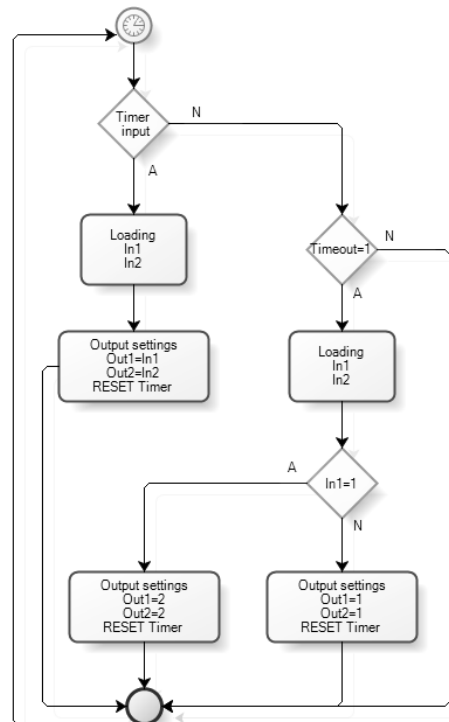 Timer
input
N
A
Loading
In1
In2
Timeout=1
N
A
Output settings
Out1=In1
Out2=In2
RESET Timer
Loading
In1
In2
A
In1=1
N
Output settings
Out1=2
Out2=2
RESET Timer
Output settings
Out1=1
Out2=1
RESET Timer